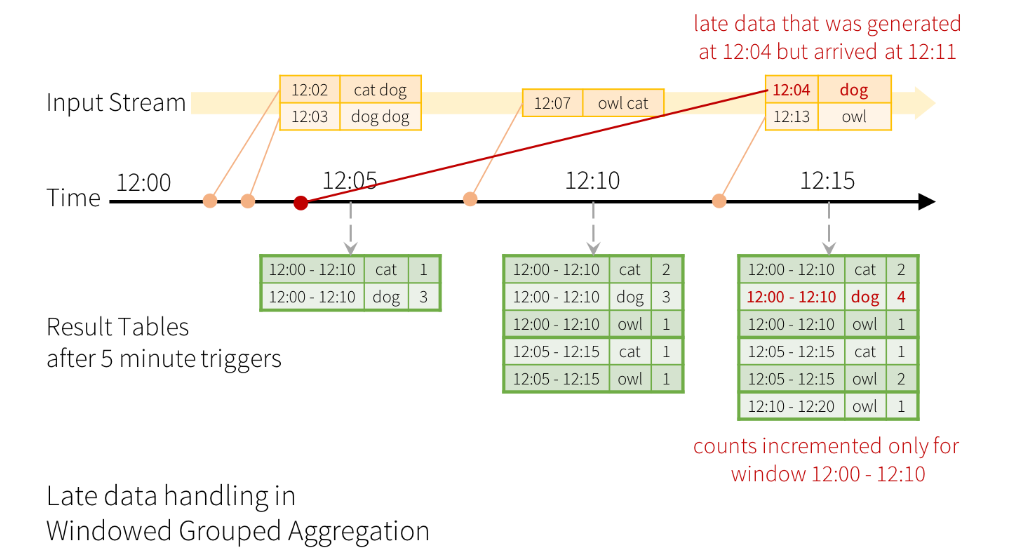 late data that was generated
at 12:04 but arrived at 12:11
Input Stream
12:02 cat dog
12:03 dog dog
12:07 owl cat
12:04 dog
12:13 owl
Time
12:00
12:05
12:10
12:15
12:00 - 12:10 cat 1
12:00 - 12:10 dog 3
12:00 - 12:10 cat 2
12:00 - 12:10 dog 3
12:00 - 12:10 owl 1
12:05 - 12:15 cat 1
12:05 - 12:15 owl 1
12:00 - 12:10 cat 2
12:00 - 12:10 dog 4
12:00 - 12:10 owl 1
12:05 - 12:15 cat 1
12:05 - 12:15 owl 2
12:10 - 12:20 owl 1
Result Tables
after 5 minute triggers
counts incremented only for
window 12:00 - 12:10
Late data handling in
Windowed Grouped Aggregation